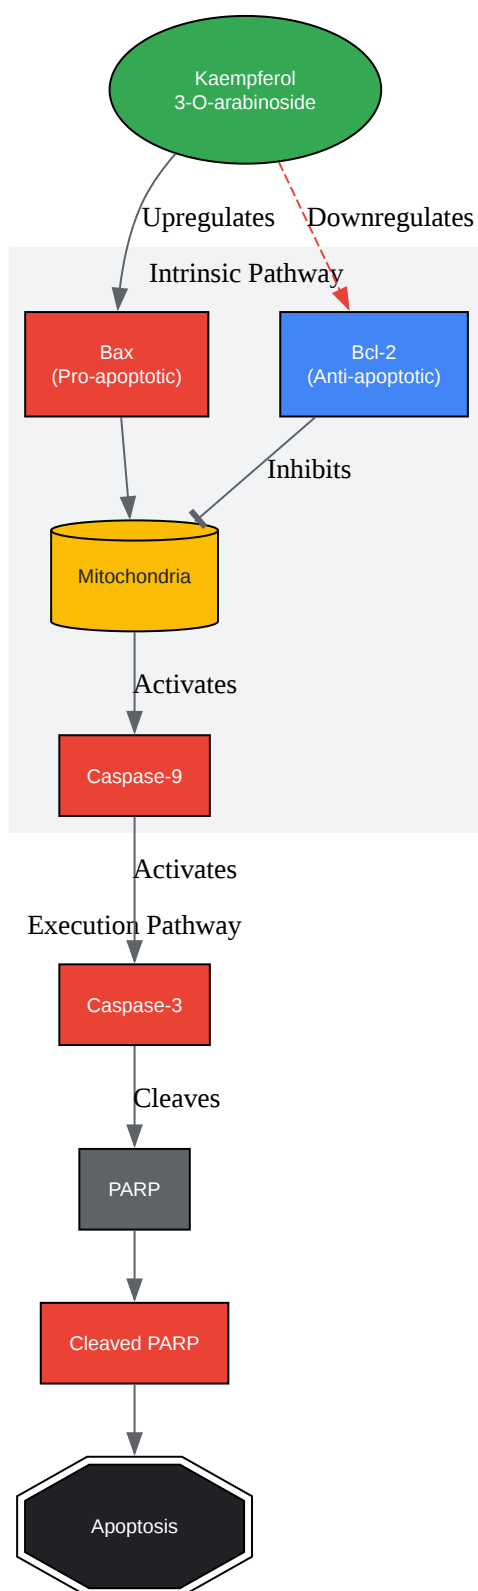 Kaempferol
3-O-arabinoside
Upregulates
Downregulates
Intrinsic Pathway
Bax
(Pro-apoptotic)
Bcl-2
(Anti-apoptotic)
Inhibits
Mitochondria
Activates
Caspase-9
Activates
Execution Pathway
Caspase-3
Cleaves
PARP
Cleaved PARP
Apoptosis